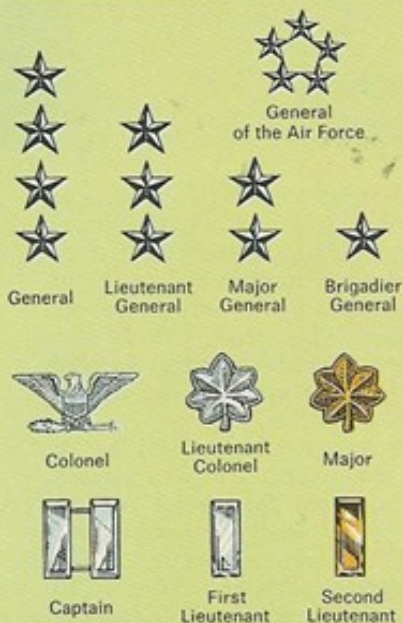 General
of the Air Force
General
Lieutenant
General
Major
General
Brigadier
General
Colonel
Lieutenant
Colonel
Major
Captain
First
Lieutenant
Second
Lieutenant